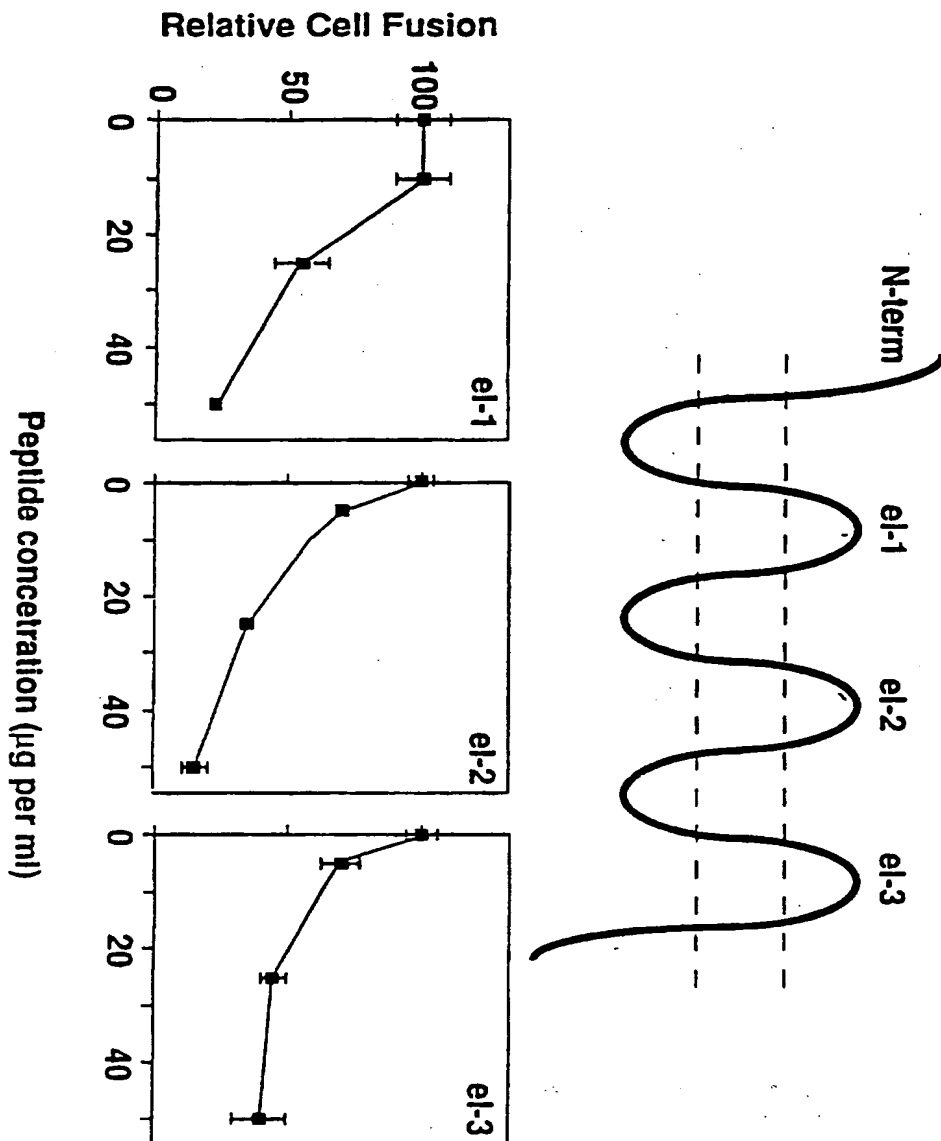 N-term
el-1
el-2
el-3
Relative Cell Fusion
100
50
0
el-1
el-2
el-3
0
20
40
0
20
40
0
20
40
Peptide concetration (µg per ml)